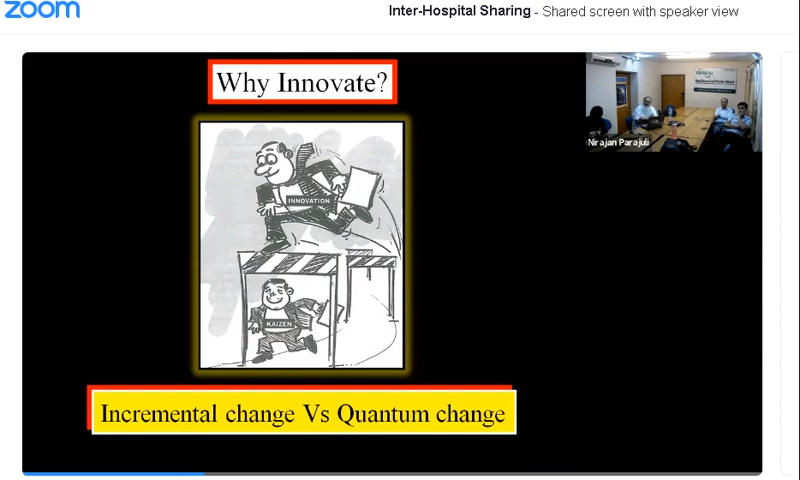 zoom
Inter-Hospital Sharing - Shared screen with speaker view
Why Innovate?
INNOVATION
KAIZEN
Incremental change Vs Quantum change
Nirajan Parajuli